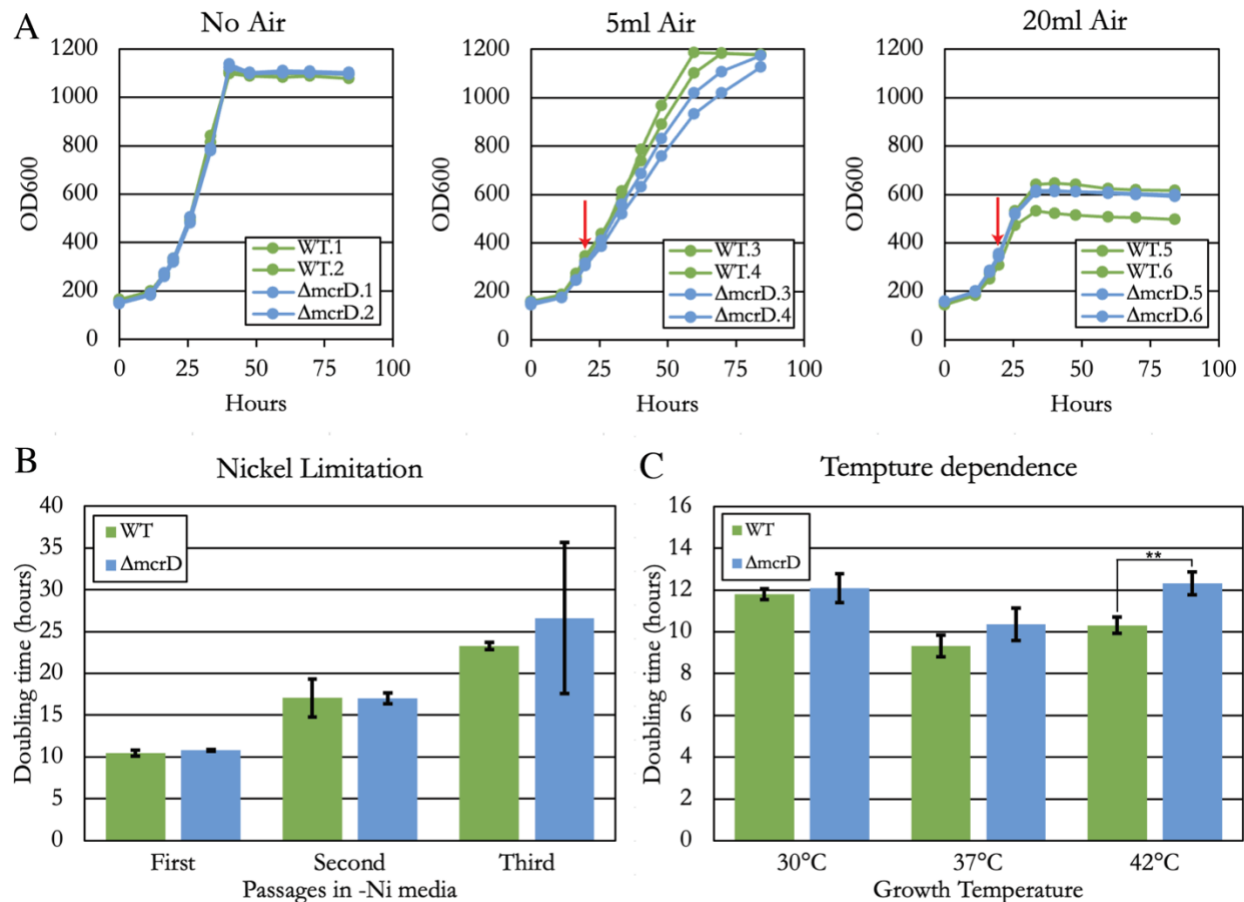 A
No Air
1200
1000
800
600
400
200
0
OD600
WT.1
WT.2
ΔmcrD.1
ΔmcrD.2
0 25 50 75 100
Hours
5ml Air
1200
1000
800
600
400
200
0
OD600
WT.3
WT.4
ΔmcrD.3
ΔmcrD.4
0 25 50 75 100
Hours
20ml Air
1200
1000
800
600
400
200
0
OD600
WT.5
WT.6
ΔmcrD.5
ΔmcrD.6
0 25 50 75 100
Hours
B
Nickel Limitation
40
35
30
25
20
15
10
5
0
Doubling time (hours)
WT
ΔmcrD
First Second Third
Passages in -Ni media
C
Tempture dependence
16
14
12
10
8
6
4
2
0
Doubling time (hours)
WT
ΔmcrD
**
30°C 37°C 42°C
Growth Temperature